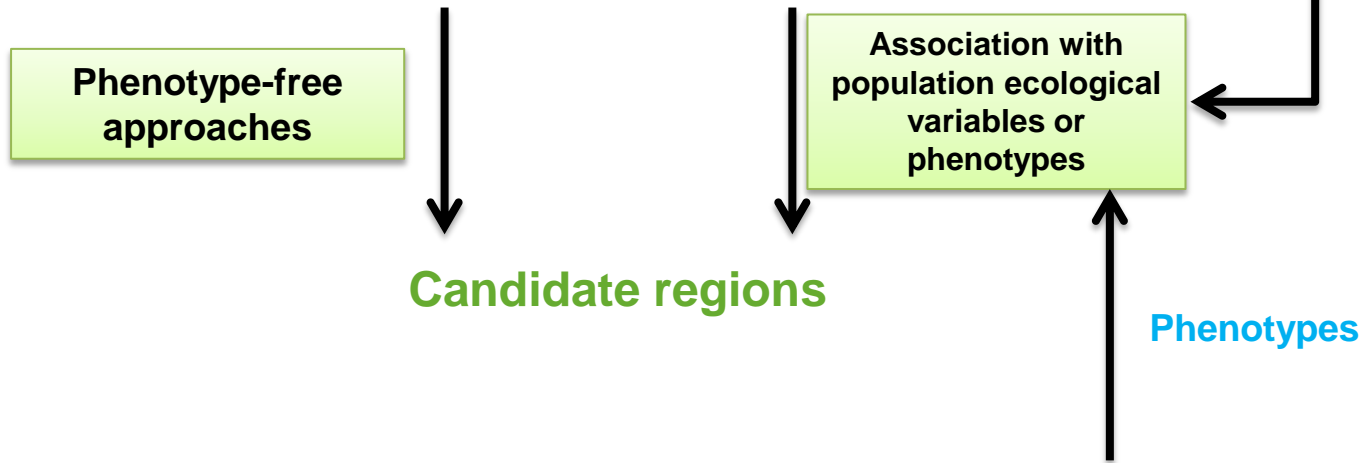 Phenotype-free
approaches
Association with
population ecological
variables or
phenotypes
Candidate regions
Phenotypes